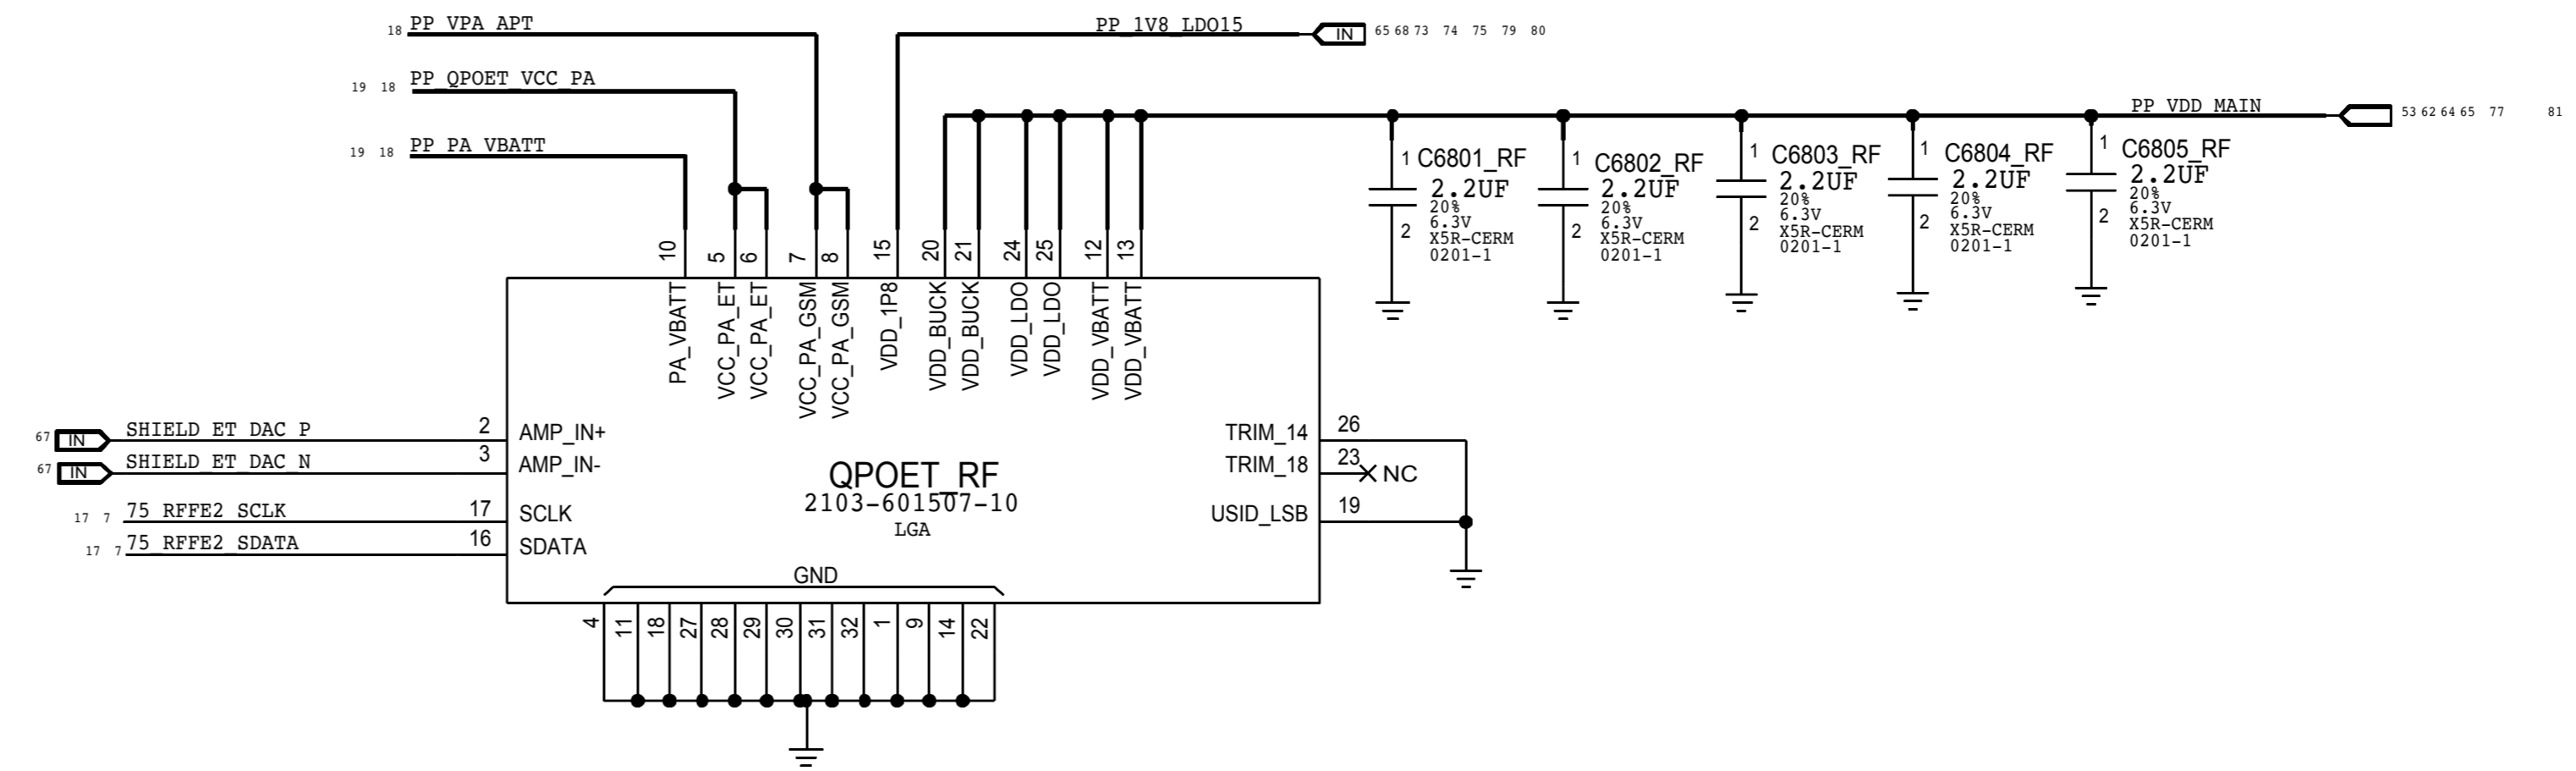 18 PP_VPA_APT
PP_1V8_LDO15 IN 65 68 73 74 75 79 80
19 18 PP_QPOET_VCC_PA
PP_VDD_MAIN 53 62 64 65 77 81
19 18 PP_PA_VBATT
1 C6801_RF
2.2UF
20%
6.3V
2 X5R-CERM
0201-1
1 C6802_RF
2.2UF
20%
6.3V
2 X5R-CERM
0201-1
1 C6803_RF
2.2UF
20%
6.3V
2 X5R-CERM
0201-1
1 C6804_RF
2.2UF
20%
6.3V
2 X5R-CERM
0201-1
1 C6805_RF
2.2UF
20%
6.3V
2 X5R-CERM
0201-1
10 5 6 7 8 15 20 21 24 25 12 13
PA_VBATT
VCC_PA_ET
VCC_PA_ET
VCC_PA_GSM
VCC_PA_GSM
VDD_1P8
VDD_BUCK
VDD_BUCK
VDD_LDO
VDD_LDO
VDD_VBATT
VDD_VBATT
67 IN SHIELD_ET_DAC_P 2 AMP_IN+
67 IN SHIELD_ET_DAC_N 3 AMP_IN-
17 7 75_RFFE2_SCLK 17 SCLK
17 7 75_RFFE2_SDATA 16 SDATA
QPOET_RF
2103-601507-10
LGA
TRIM_14 26
TRIM_18 23 NC
USID_LSB 19
GND
4 11 18 27 28 29 30 31 32 1 9 14 22